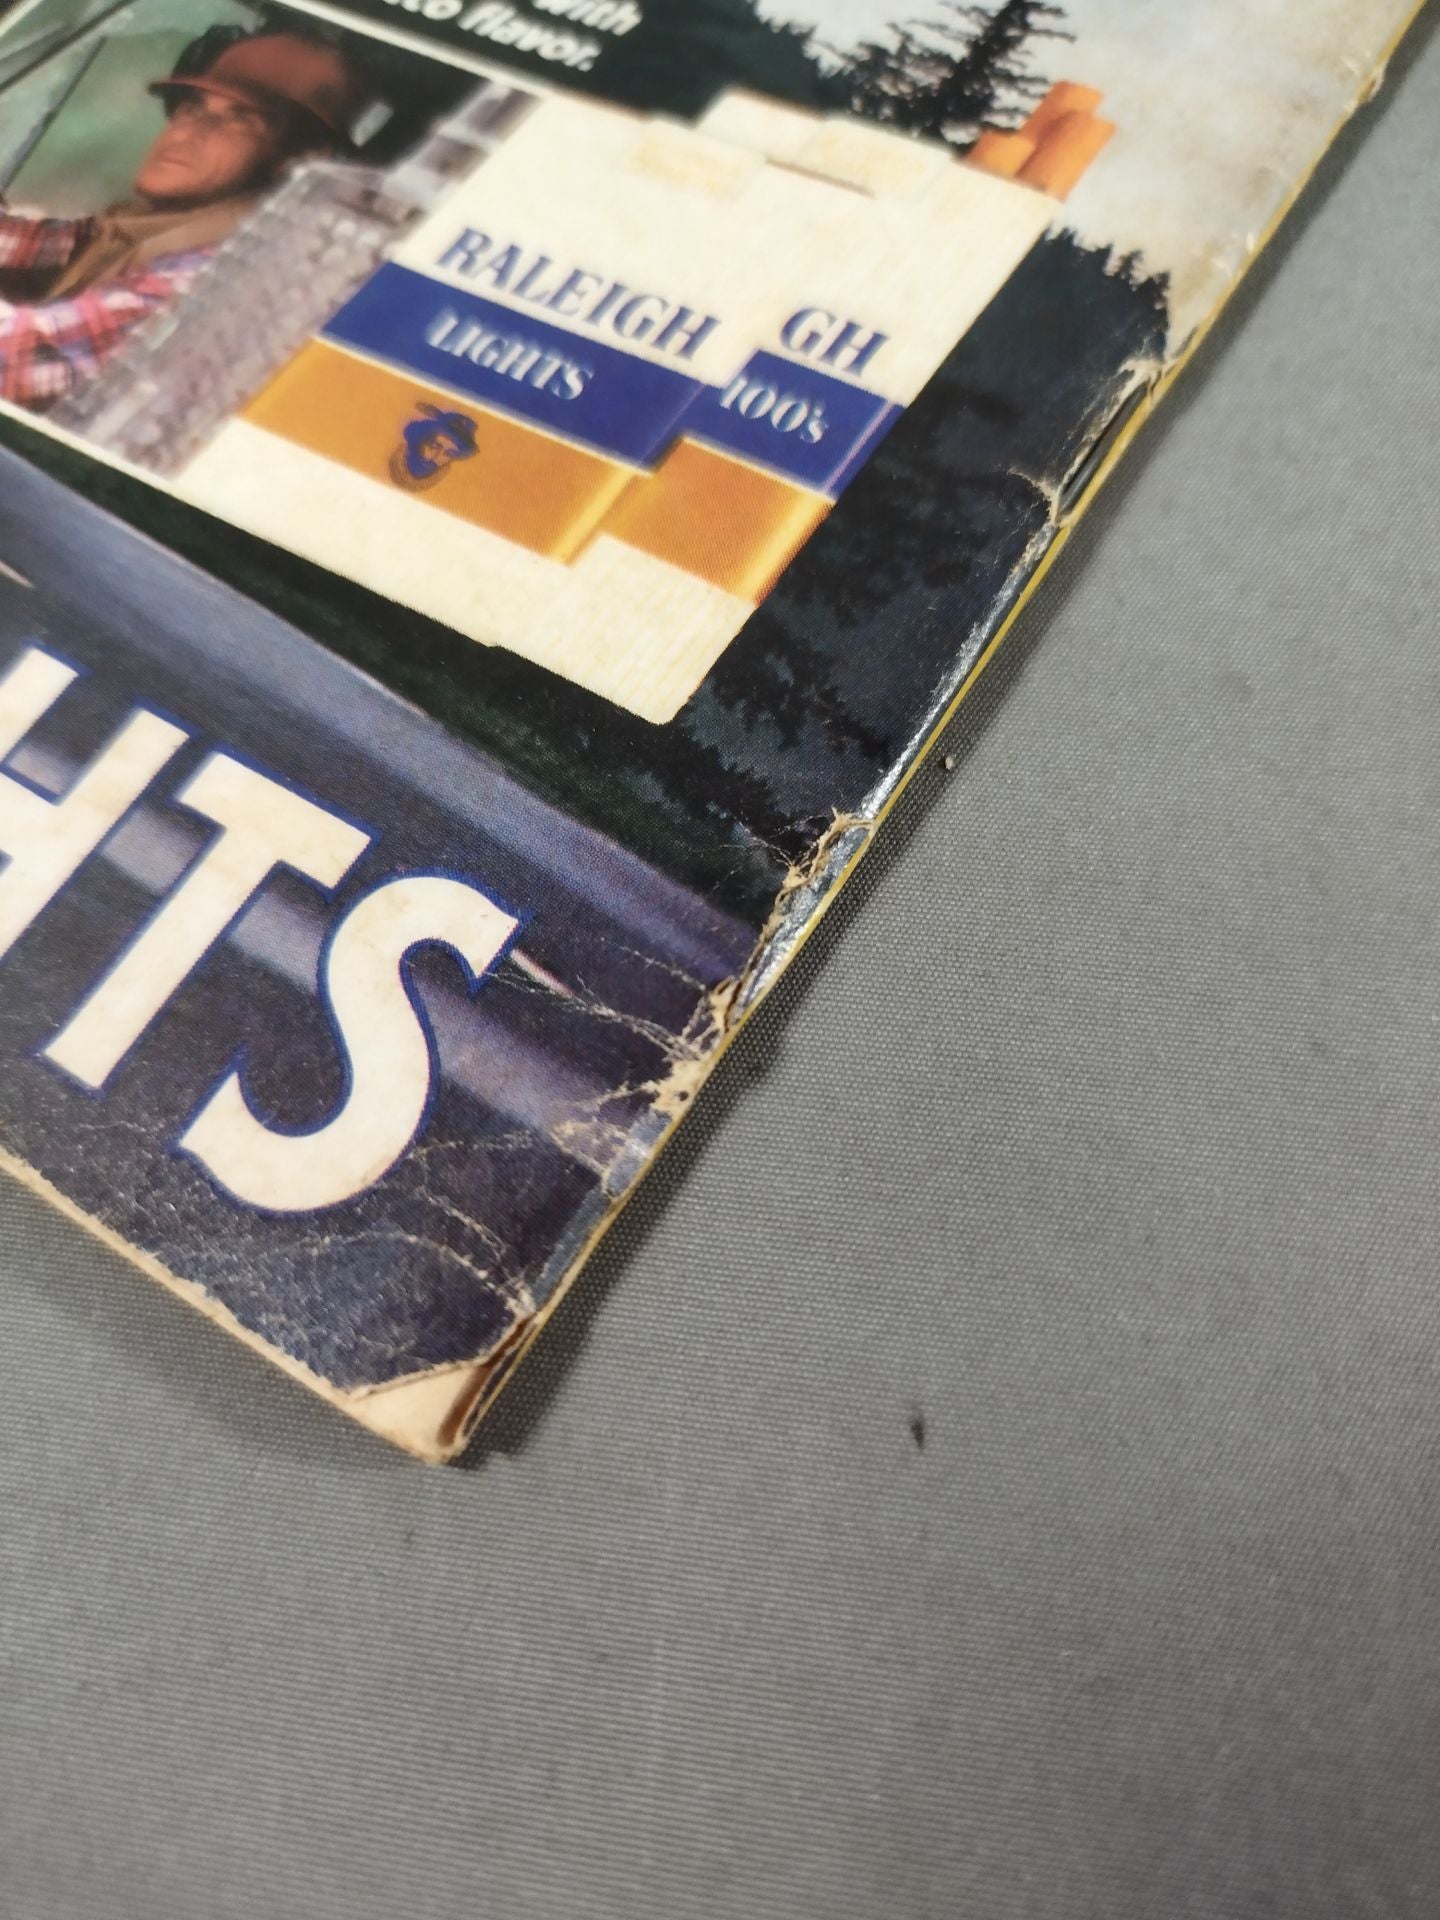 with
flavor.
RALEIGH
LIGHTS
GH
100's
HTS